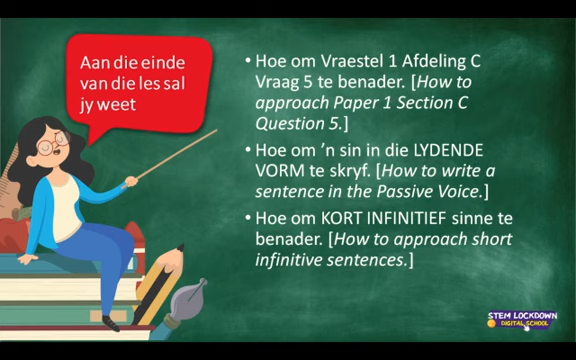 Aan die einde
van die les sal
jy weet
• Hoe om Vraestel 1 Afdeling C
Vraag 5 te benader. [How to
approach Paper 1 Section C
Question 5.]
• Hoe om 'n sin in die LYDENDE
VORM te skryf. [How to write a
sentence in the Passive Voice.]
• Hoe om KORT INFINITIEF sinne te
benader. [How to approach short
infinitive sentences.]
STEM LOCKDOWN
DIGITAL SCHOOL